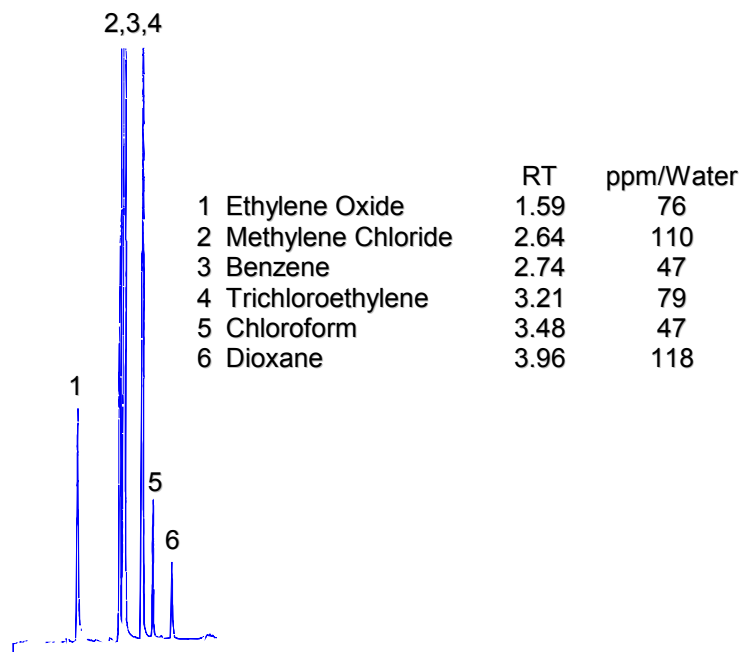 2,3,4
RT ppm/Water
1 Ethylene Oxide 1.59 76
2 Methylene Chloride 2.64 110
3 Benzene 2.74 47
4 Trichloroethylene 3.21 79
5 Chloroform 3.48 47
6 Dioxane 3.96 118
1
5
6